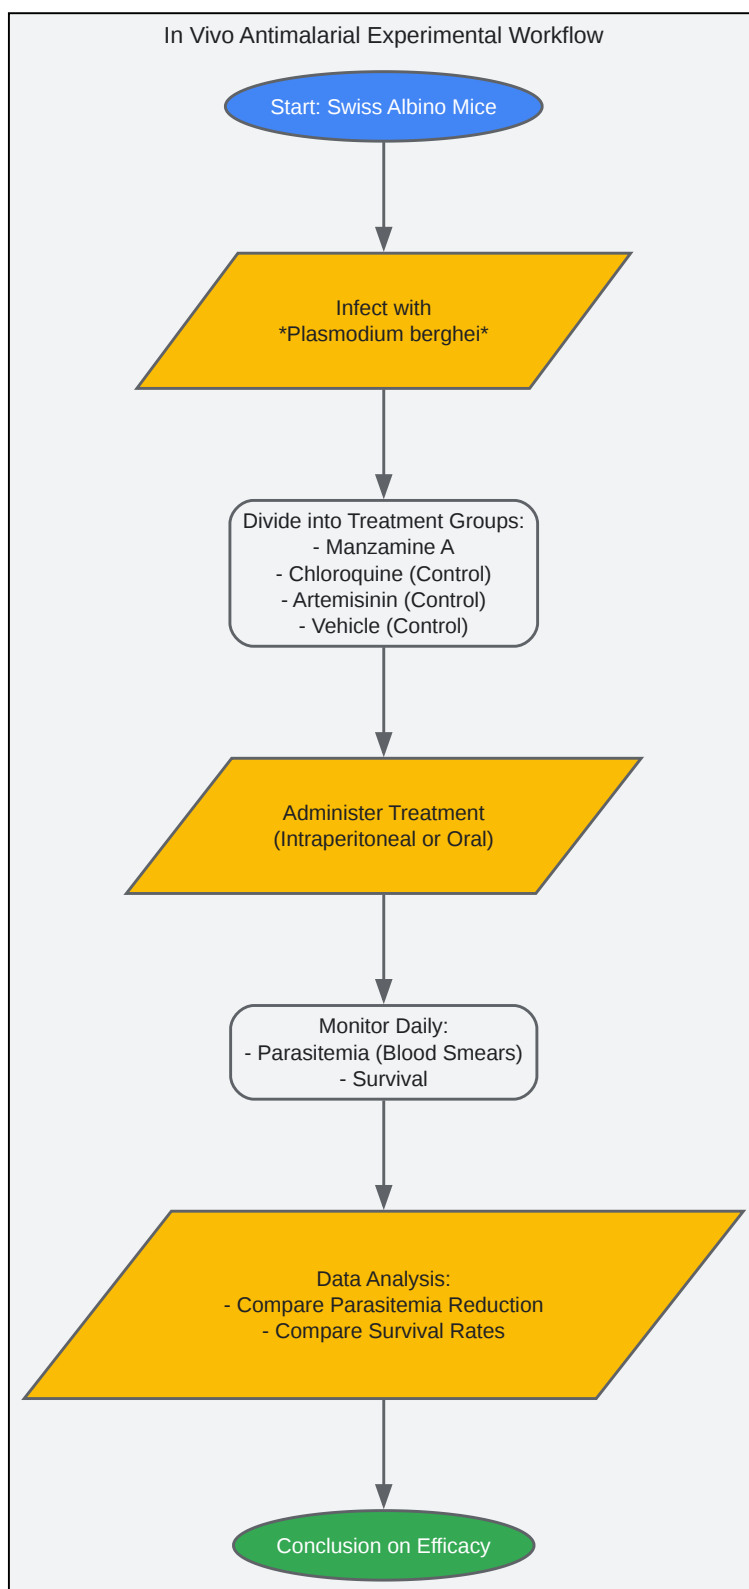 In Vivo Antimalarial Experimental Workflow
Start: Swiss Albino Mice
Infect with
*Plasmodium berghei*
Divide into Treatment Groups:
- Manzamine A
- Chloroquine (Control)
- Artemisinin (Control)
- Vehicle (Control)
Administer Treatment
(Intraperitoneal or Oral)
Monitor Daily:
- Parasitemia (Blood Smears)
- Survival
Data Analysis:
- Compare Parasitemia Reduction
- Compare Survival Rates
Conclusion on Efficacy